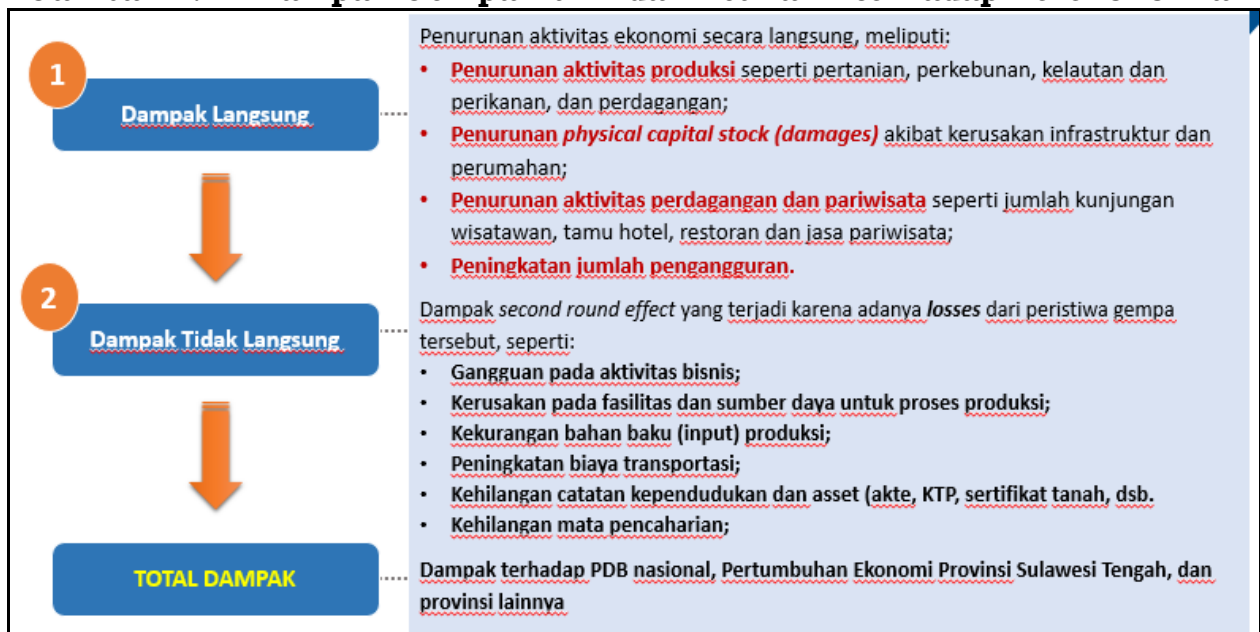 Penurunan aktivitas ekonomi secara langsung, meliputi:
1
Dampak Langsung
• Penurunan aktivitas produksi seperti pertanian, perkebunan, kelautan dan
perikanan, dan perdagangan;
• Penurunan physical capital stock (damages) akibat kerusakan infrastruktur dan
perumahan;
• Penurunan aktivitas perdagangan dan pariwisata seperti jumlah kunjungan
wisatawan, tamu hotel, restoran dan jasa pariwisata;
• Peningkatan jumlah pengangguran.
2
Dampak Tidak Langsung
Dampak second round effect yang terjadi karena adanya losses dari peristiwa gempa
tersebut, seperti:
• Gangguan pada aktivitas bisnis;
• Kerusakan pada fasilitas dan sumber daya untuk proses produksi;
• Kekurangan bahan baku (input) produksi;
• Peningkatan biaya transportasi;
• Kehilangan catatan kependudukan dan asset (akte, KTP, sertifikat tanah, dsb.
• Kehilangan mata pencaharian;
TOTAL DAMPAK
Dampak terhadap PDB nasional, Pertumbuhan Ekonomi Provinsi Sulawesi Tengah, dan
provinsi lainnya